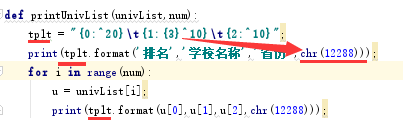 def printUnivList(univList,num):
tplt = "{0:^20}\t{1:{3}^10}\t{2:^10}";
print(tplt.format('排名','学校名称','省份',chr(12288)));
for i in range(num):
u = univList[i];
print(tplt.format(u[0],u[1],u[2],chr(12288)));